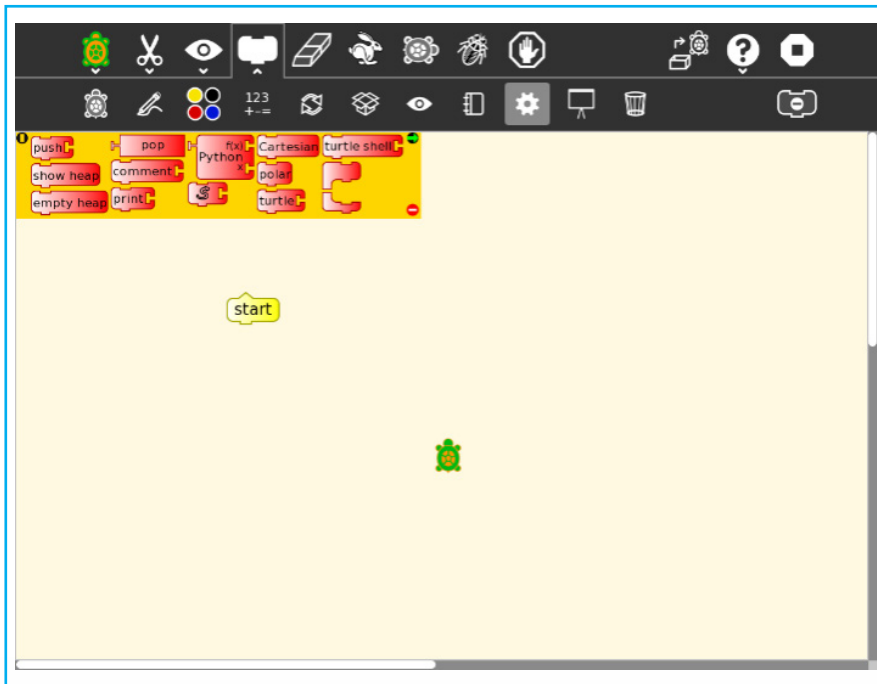 123
+-=
push pop f(x) Cartesian turtle shell
Python
x
show heap comment polar
empty heap print turtle
start